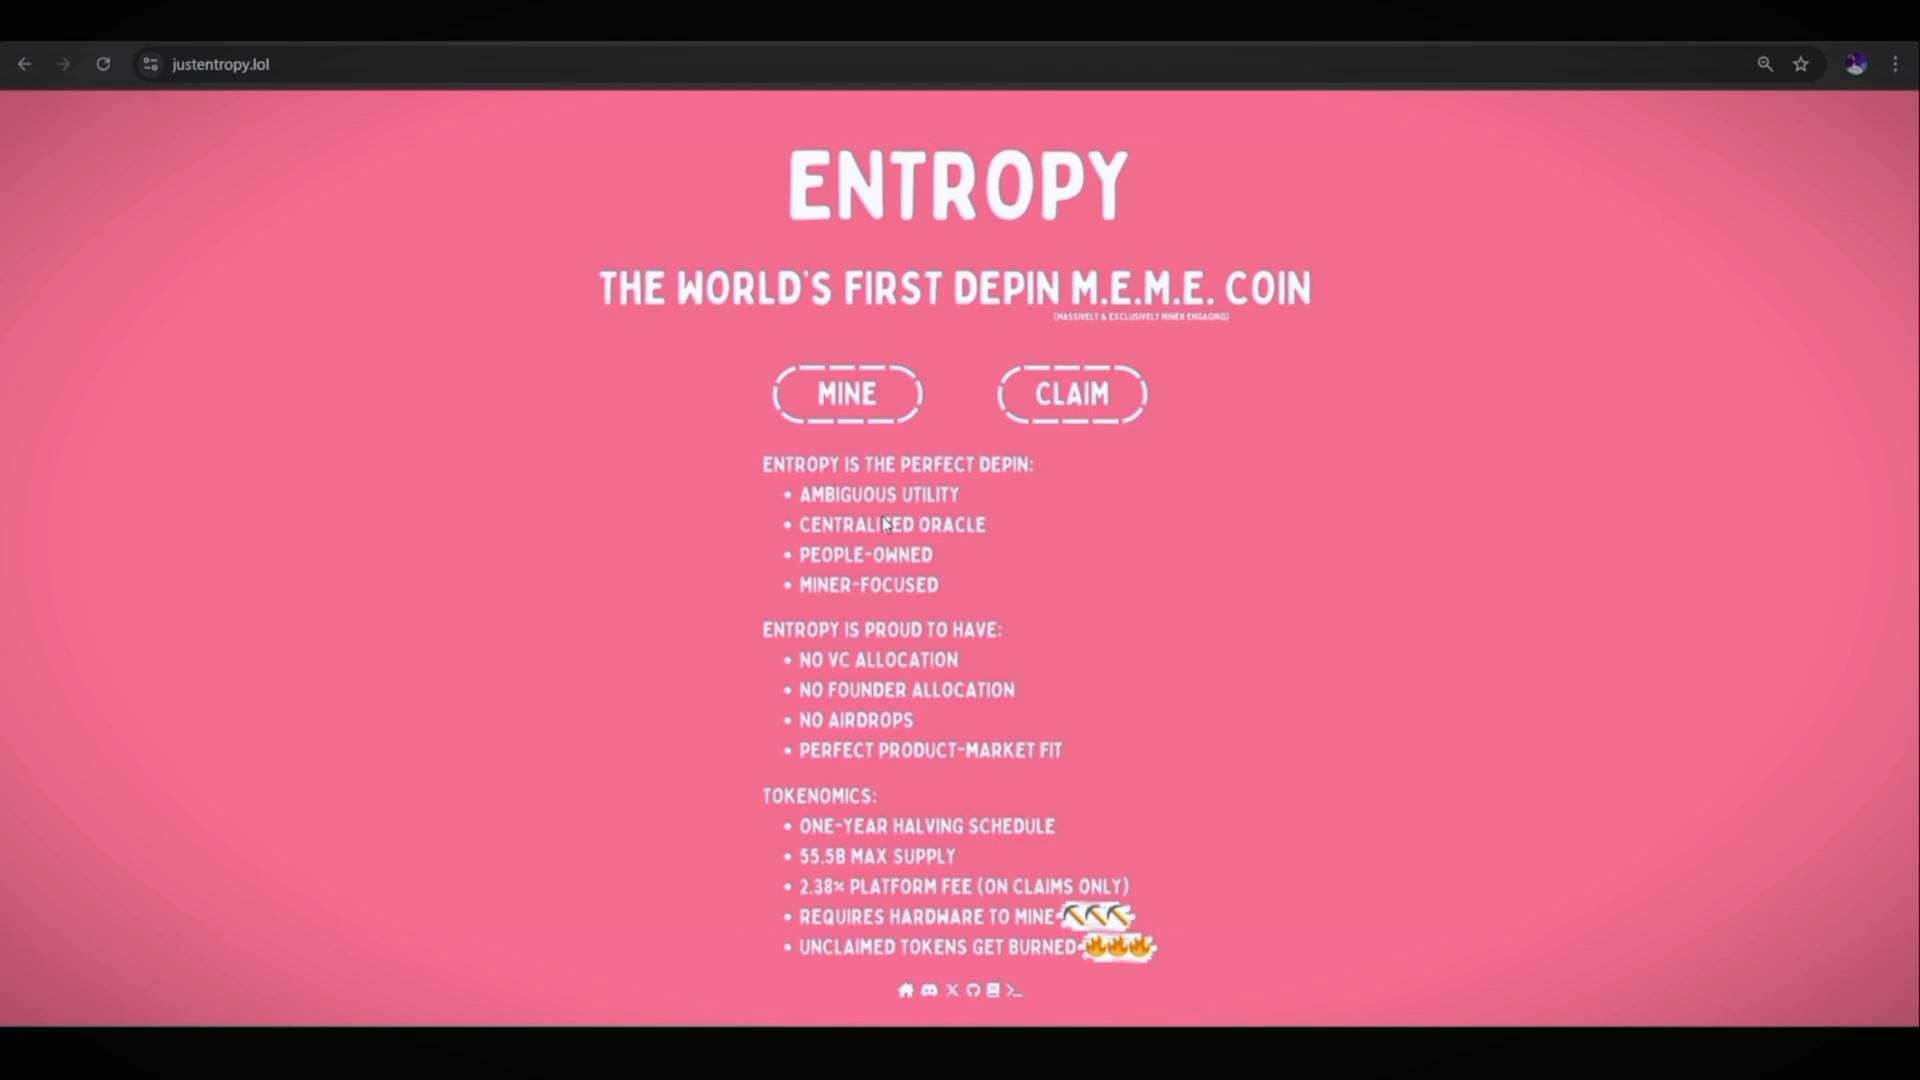 justentropy.lol
ENTROPY
THE WORLD'S FIRST DEPIN M.E.M.E. COIN
(MASSIVELY & EXCLUSIVELY MINER ENGAGING)
MINE
CLAIM
ENTROPY IS THE PERFECT DEPIN:
• AMBIGUOUS UTILITY
• CENTRALIZED ORACLE
• PEOPLE-OWNED
• MINER-FOCUSED
ENTROPY IS PROUD TO HAVE:
• NO VC ALLOCATION
• NO FOUNDER ALLOCATION
• NO AIRDROPS
• PERFECT PRODUCT-MARKET FIT
TOKENOMICS:
• ONE-YEAR HALVING SCHEDULE
• 55.5B MAX SUPPLY
• 2.38% PLATFORM FEE (ON CLAIMS ONLY)
• REQUIRES HARDWARE TO MINE
• UNCLAIMED TOKENS GET BURNED